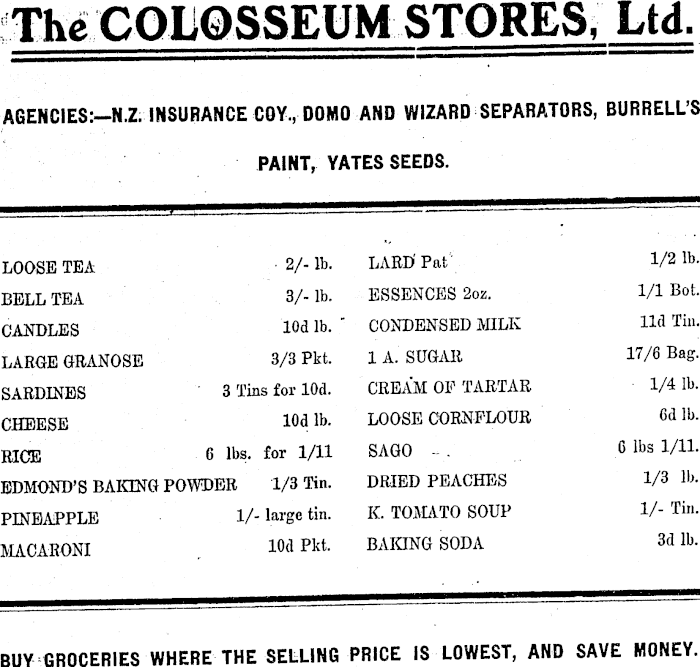 The COLOSSEUM STORES, Ltd.
AGENCIES:—N.Z. INSURANCE COY., DOMO AND WIZARD SEPARATORS, BURRELL'S
PAINT, YATES SEEDS.
LOOSE TEA 2/- lb.
BELL TEA 3/- lb.
CANDLES 10d lb.
LARGE GRANOSE 3/3 Pkt.
SARDINES 3 Tins for 10d.
CHEESE 10d lb.
RICE 6 lbs. for 1/11
EDMOND'S BAKING POWDER 1/3 Tin.
PINEAPPLE 1/- large tin.
MACARONI 10d Pkt.
LARD Pat 1/2 lb.
ESSENCES 2oz. 1/1 Bot.
CONDENSED MILK 11d Tin.
1 A. SUGAR 17/6 Bag.
CREAM OF TARTAR 1/4 lb.
LOOSE CORNFLOUR 6d lb.
SAGO 6 lbs 1/11.
DRIED PEACHES 1/3 lb.
K. TOMATO SOUP 1/- Tin.
BAKING SODA 3d lb.
BUY GROCERIES WHERE THE SELLING PRICE IS LOWEST, AND SAVE MONEY.